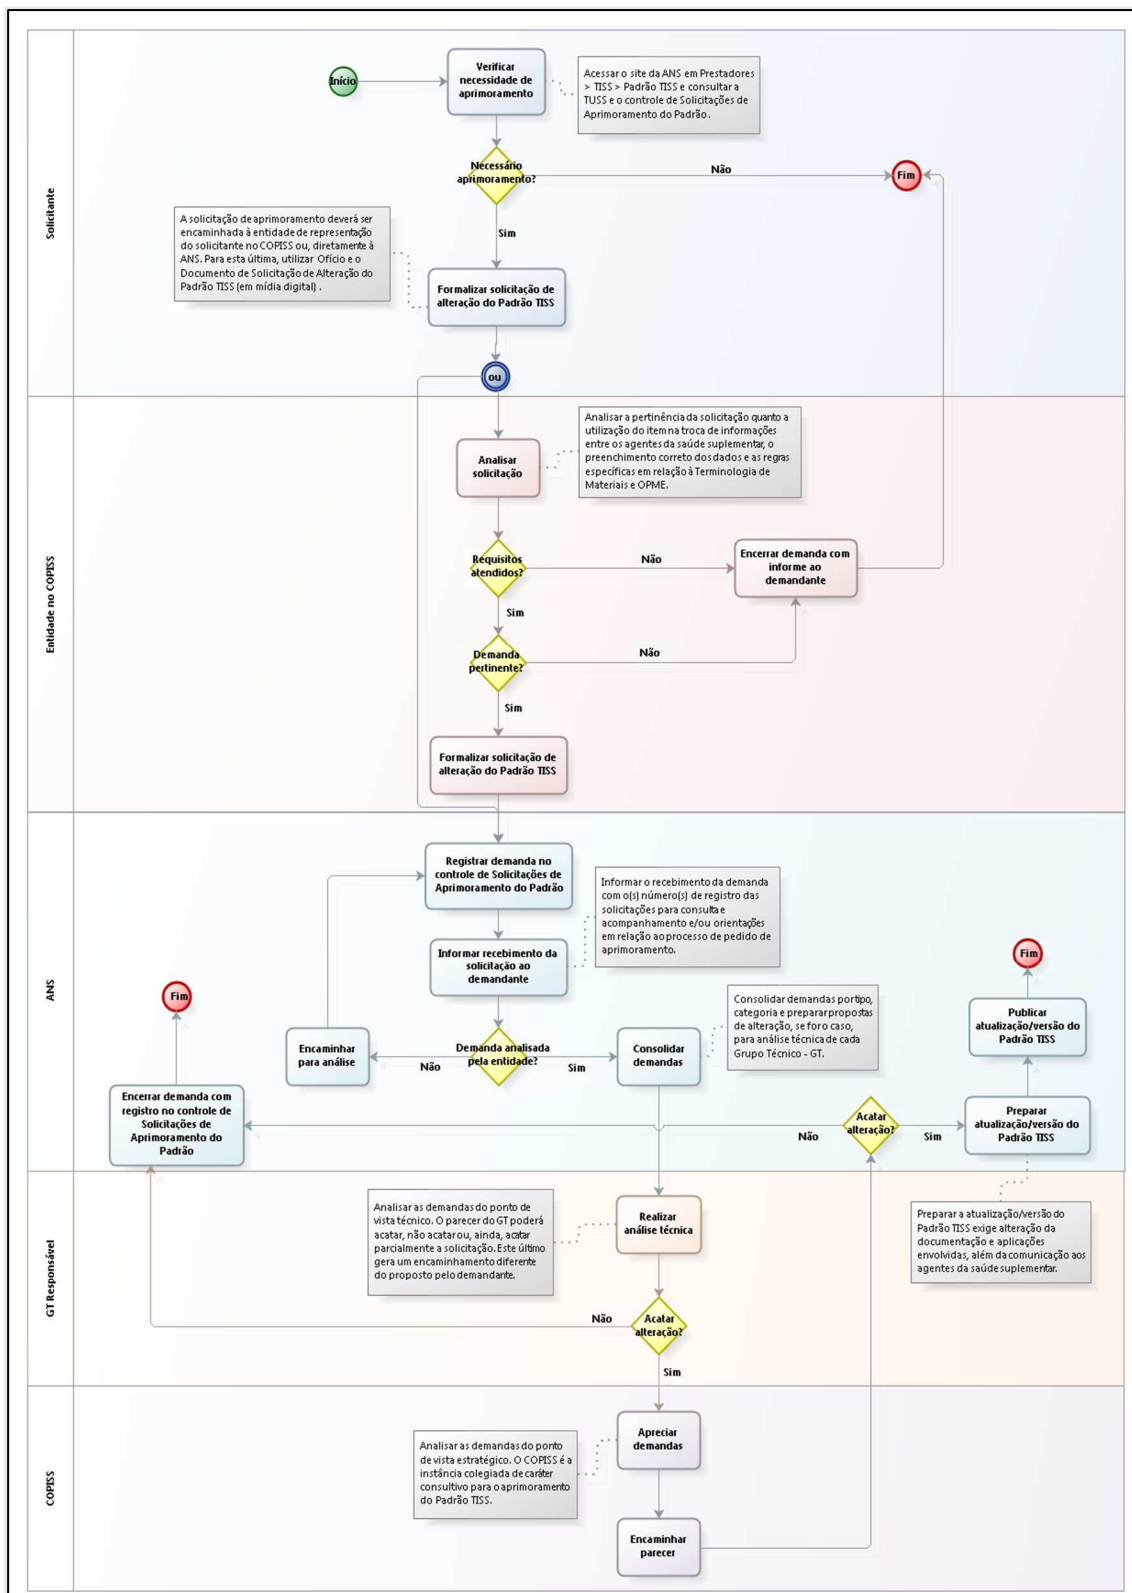 Solicitante
Início
Verificar
necessidade de
aprimoramento
Acessar o site da ANS em Prestadores
> TISS > Padrão TISS e consultar a
TUSS e o controle de Solicitações de
Aprimoramento do Padrão .
Necessário
aprimoramento?
Não
Fim
Sim
A solicitação de aprimoramento deverá ser
encaminhada à entidade de representação
do solicitante no COPISS ou, diretamente à
ANS. Para esta última, utilizar Ofício e o
Documento de Solicitação de Alteração do
Padrão TISS (em mídia digital) .
Formalizar solicitação de
alteração do Padrão TISS
ou
Entidade no COPISS
Analisar
solicitação
Analisar a pertinência da solicitação quanto a
utilização do item na troca de informações
entre os agentes da saúde suplementar, o
preenchimento correto dos dados e as regras
específicas em relação à Terminologia de
Materiais e OPME.
Requisitos
atendidos?
Não
Encerrar demanda com
informe ao
demandante
Sim
Demanda
pertinente?
Não
Sim
Formalizar solicitação de
alteração do Padrão TISS
ANS
Registrar demanda no
controle de Solicitações de
Aprimoramento do Padrão
Informar o recebimento da demanda
com o(s) número(s) de registro das
solicitações para consulta e
acompanhamento e/ou orientações
em relação ao processo de pedido de
aprimoramento.
Informar recebimento da
solicitação ao
demandante
Fim
Fim
Encaminhar
para análise
Não
Demanda analisada
pela entidade?
Sim
Consolidar
demandas
Consolidar demandas por tipo,
categoria e preparar propostas
de alteração, se for o caso,
para análise técnica de cada
Grupo Técnico - GT.
Publicar
atualização/versão do
Padrão TISS
Encerrar demanda com
registro no controle de
Solicitações de
Aprimoramento do
Padrão
Não
Acatar
alteração?
Sim
Preparar
atualização/versão do
Padrão TISS
GT Responsável
Analisar as demandas do ponto de
vista técnico. O parecer do GT poderá
acatar, não acatar ou, ainda, acatar
parcialmente a solicitação. Este último
gera um encaminhamento diferente
do proposto pelo demandante.
Realizar
análise técnica
Preparar a atualização/versão do
Padrão TISS exige alteração da
documentação e aplicações
envolvidas, além da comunicação aos
agentes da saúde suplementar.
Não
Acatar
alteração?
Sim
COPISS
Apreciar
demandas
Analisar as demandas do ponto
de vista estratégico. O COPISS é a
instância colegiada de caráter
consultivo para o aprimoramento
do Padrão TISS.
Encaminhar
parecer